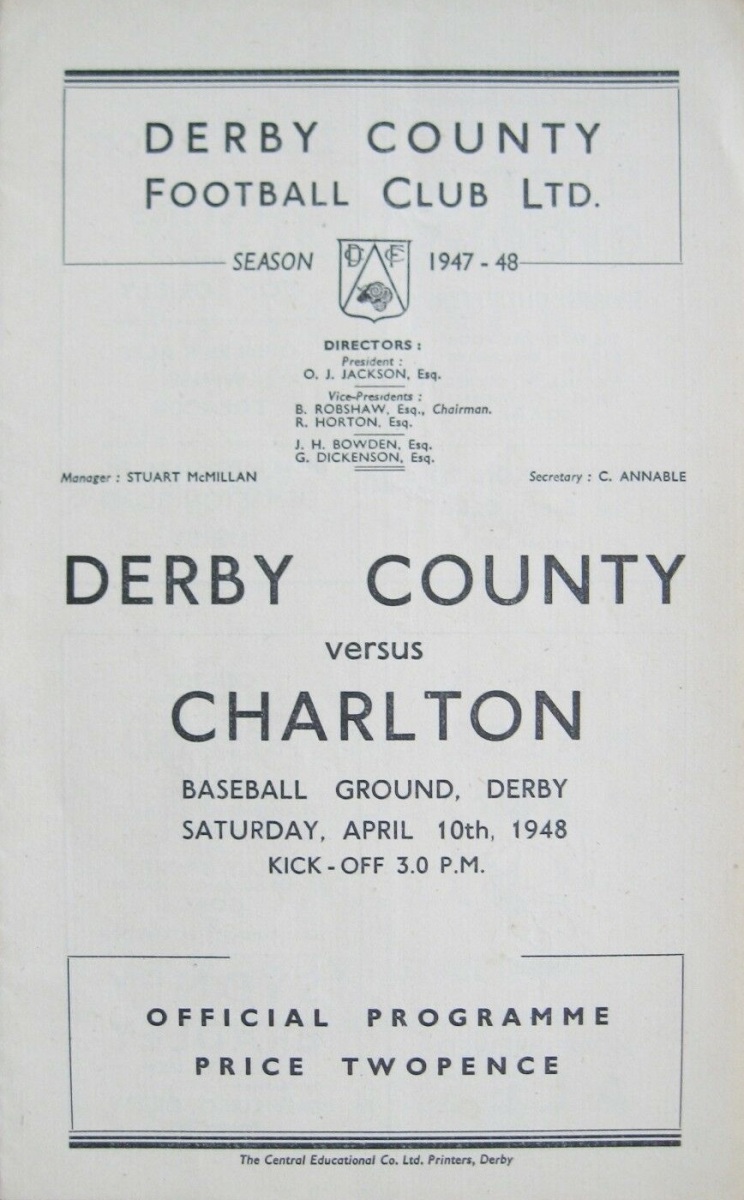 DERBY COUNTY
FOOTBALL CLUB LTD.
SEASON 1947 - 48
D C F
DIRECTORS :
President :
O. J. JACKSON, Esq.
Vice-Presidents :
B. ROBSHAW, Esq., Chairman.
R. HORTON, Esq.
J. H. BOWDEN, Esq.
G. DICKENSON, Esq.
Manager : STUART McMILLAN Secretary : C. ANNABLE
DERBY COUNTY
versus
CHARLTON
BASEBALL GROUND, DERBY
SATURDAY, APRIL 10th, 1948
KICK - OFF 3.0 P.M.
OFFICIAL PROGRAMME
PRICE TWOPENCE
The Central Educational Co. Ltd. Printers, Derby